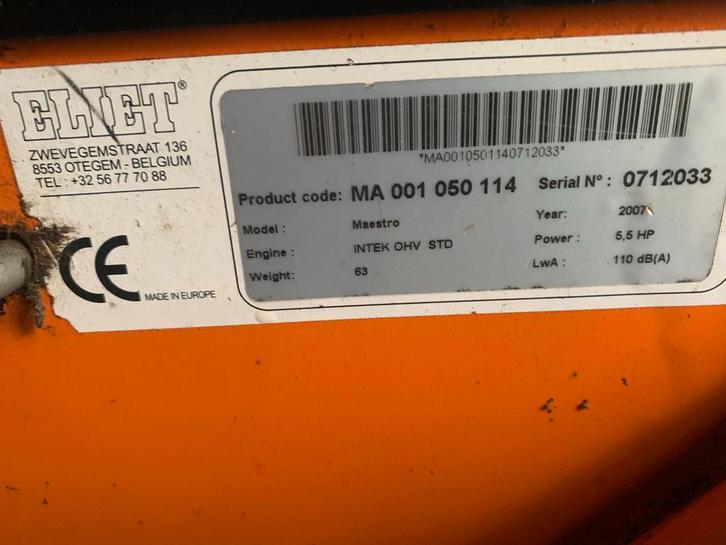 ELIET®
ZWEVEGEMSTRAAT 136
8553 OTEGEM - BELGIUM
TEL : +32 56 77 70 88
CE MADE IN EUROPE
*MA0010501140712033*
Product code: MA 001 050 114 Serial N° : 0712033
Model : Maestro Year: 2007
Engine : INTEK OHV STD Power : 5,5 HP
Weight: 63 LwA : 110 dB(A)